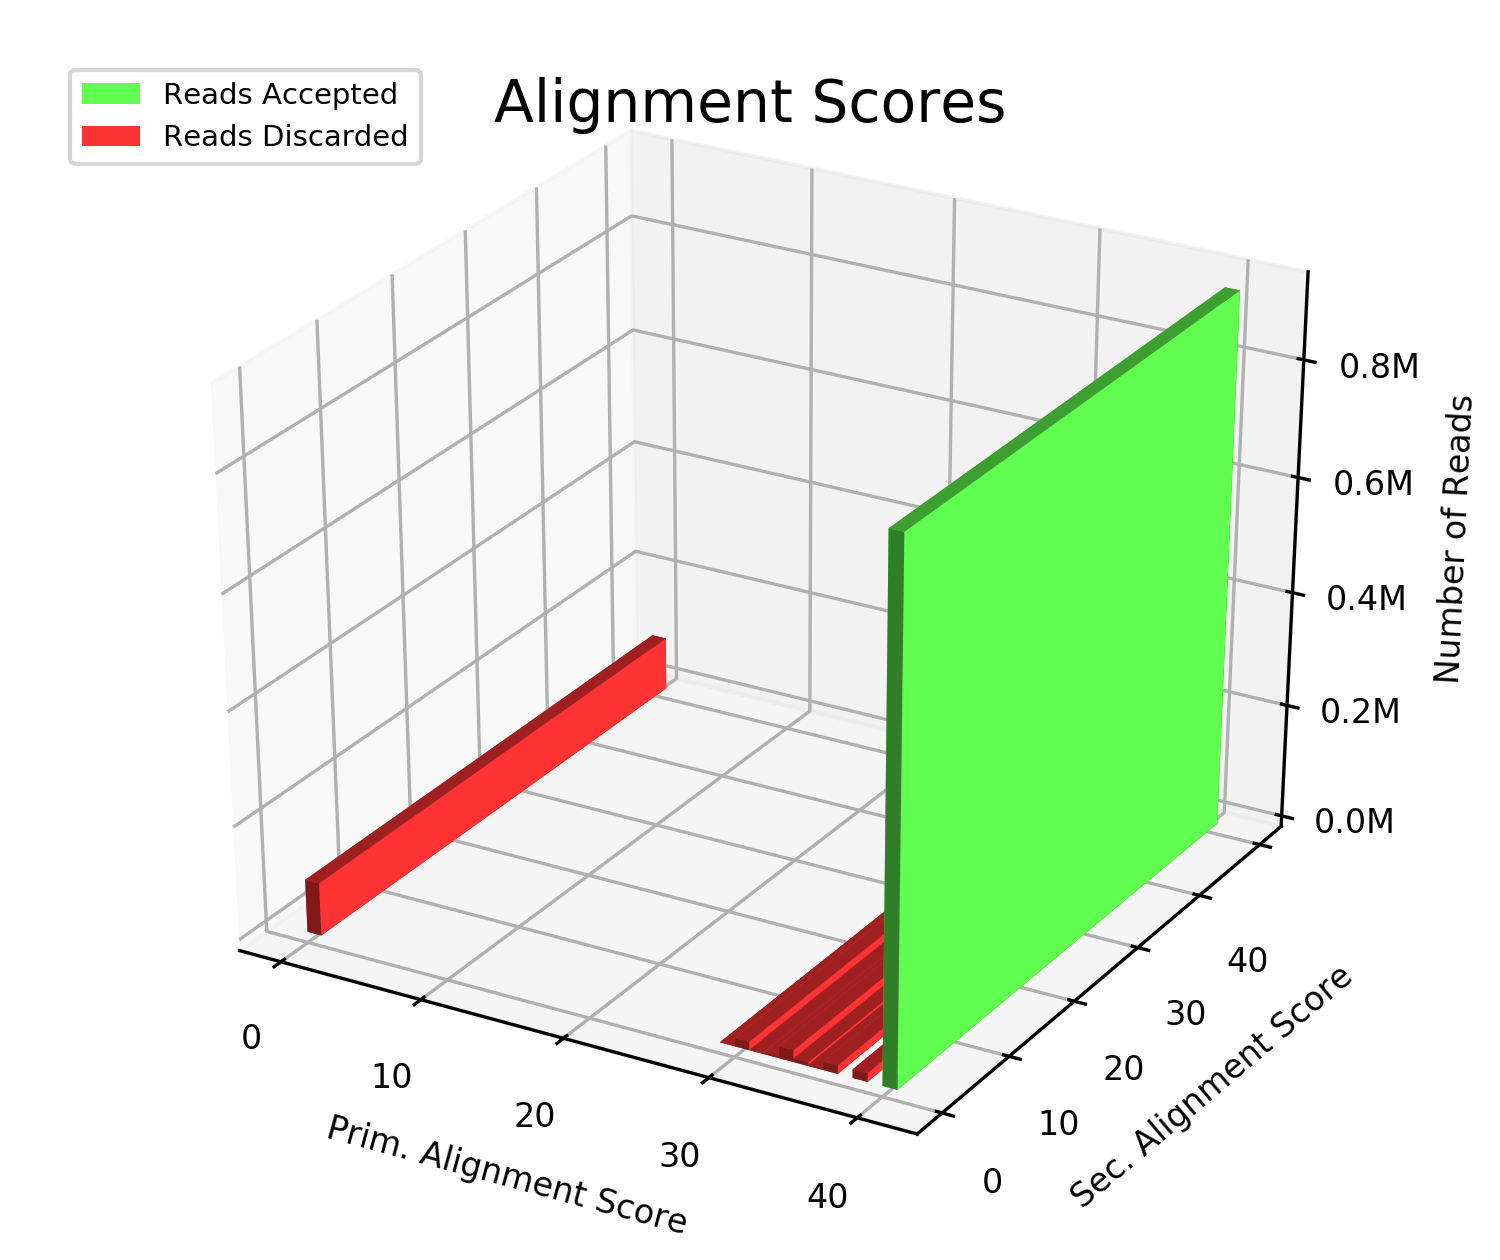 Alignment Scores
Reads Accepted
Reads Discarded
0.8M
0.6M
0.4M
0.2M
0.0M
Number of Reads
0
10
20
30
40
Prim. Alignment Score
0
10
20
30
40
Sec. Alignment Score